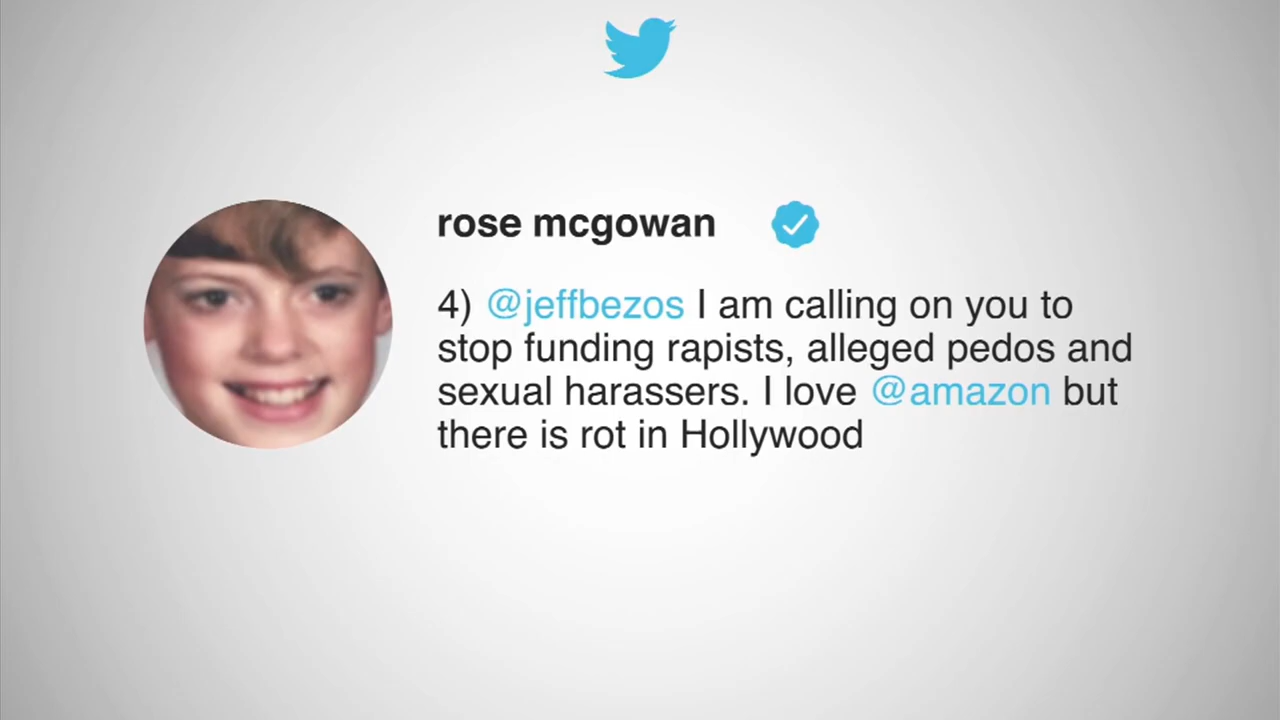 rose mcgowan
4) @jeffbezos I am calling on you to
stop funding rapists, alleged pedos and
sexual harassers. I love @amazon but
there is rot in Hollywood